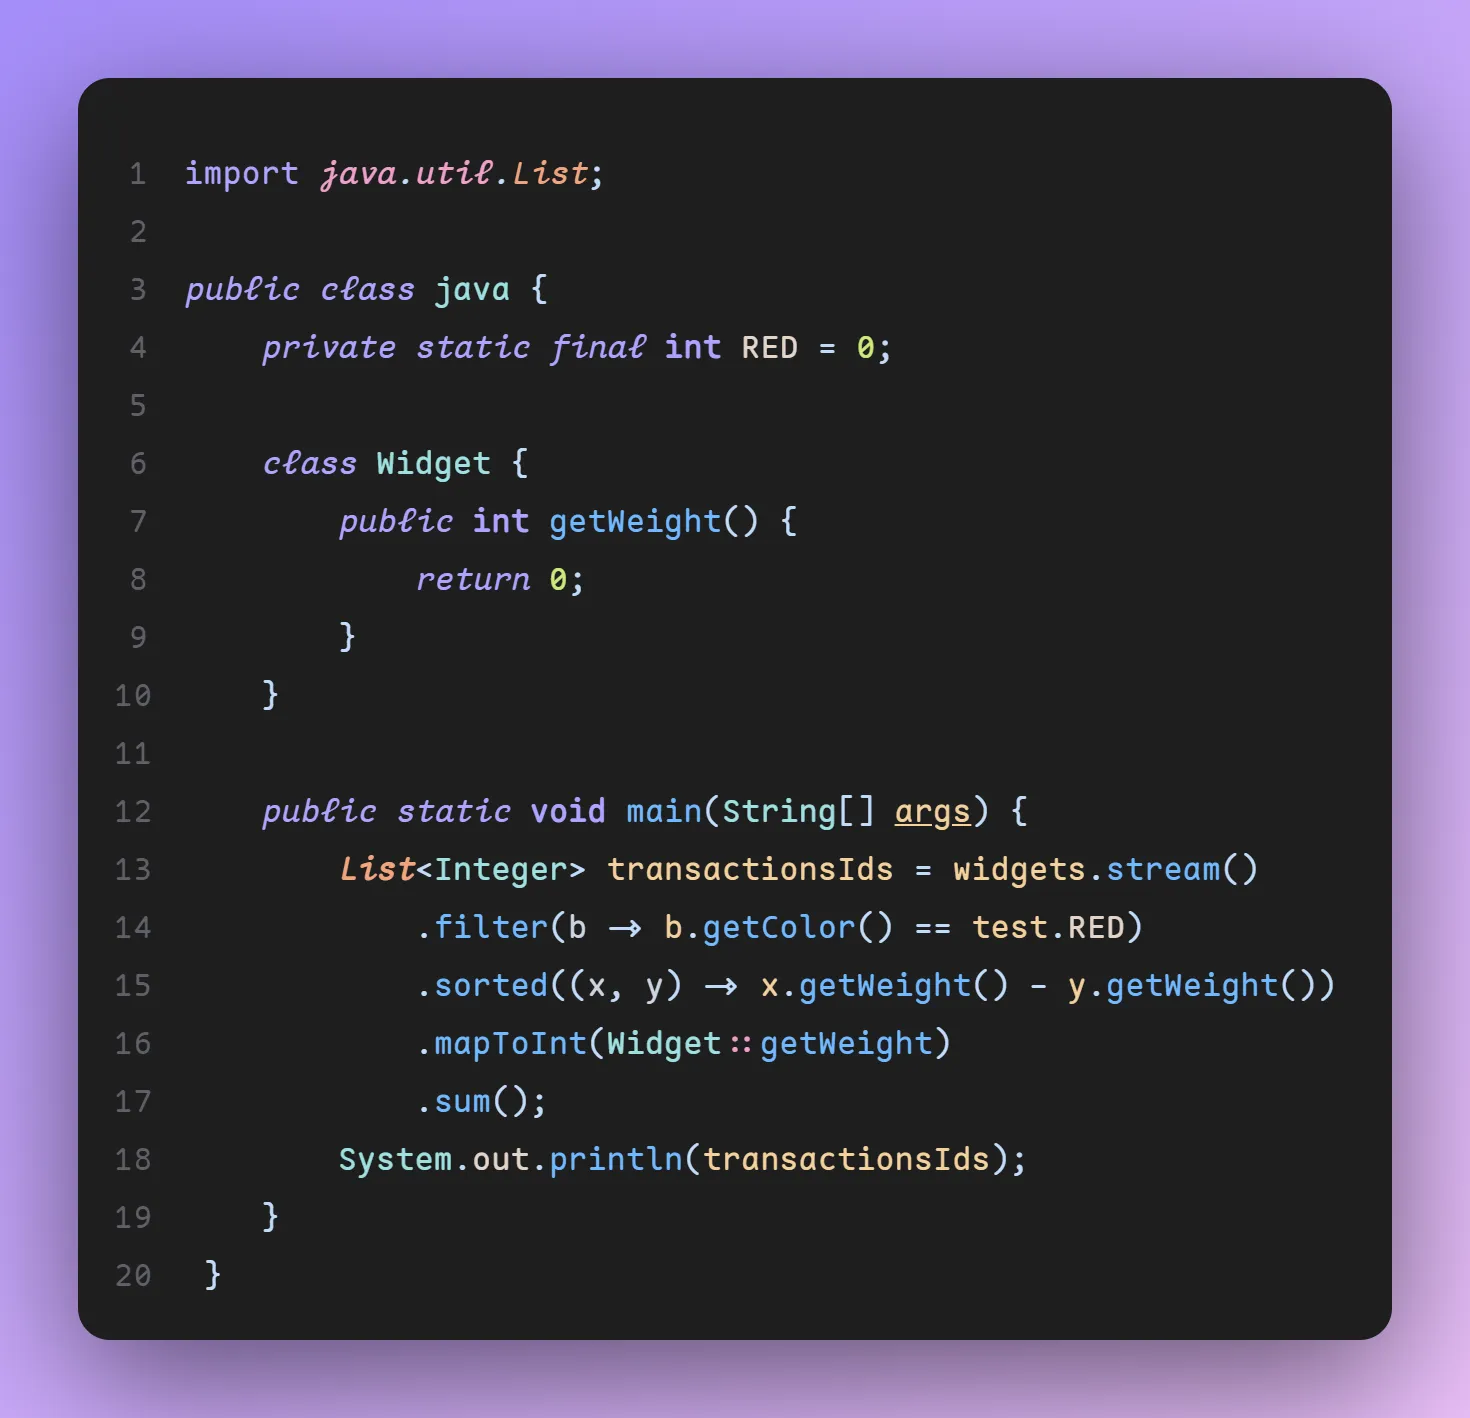 1 import java.util.List;
2
3 public class java {
4     private static final int RED = 0;
5
6     class Widget {
7         public int getWeight() {
8             return 0;
9         }
10     }
11
12     public static void main(String[] args) {
13         List<Integer> transactionsIds = widgets.stream()
14             .filter(b -> b.getColor() == test.RED)
15             .sorted((x, y) -> x.getWeight() - y.getWeight())
16             .mapToInt(Widget::getWeight)
17             .sum();
18         System.out.println(transactionsIds);
19     }
20  }